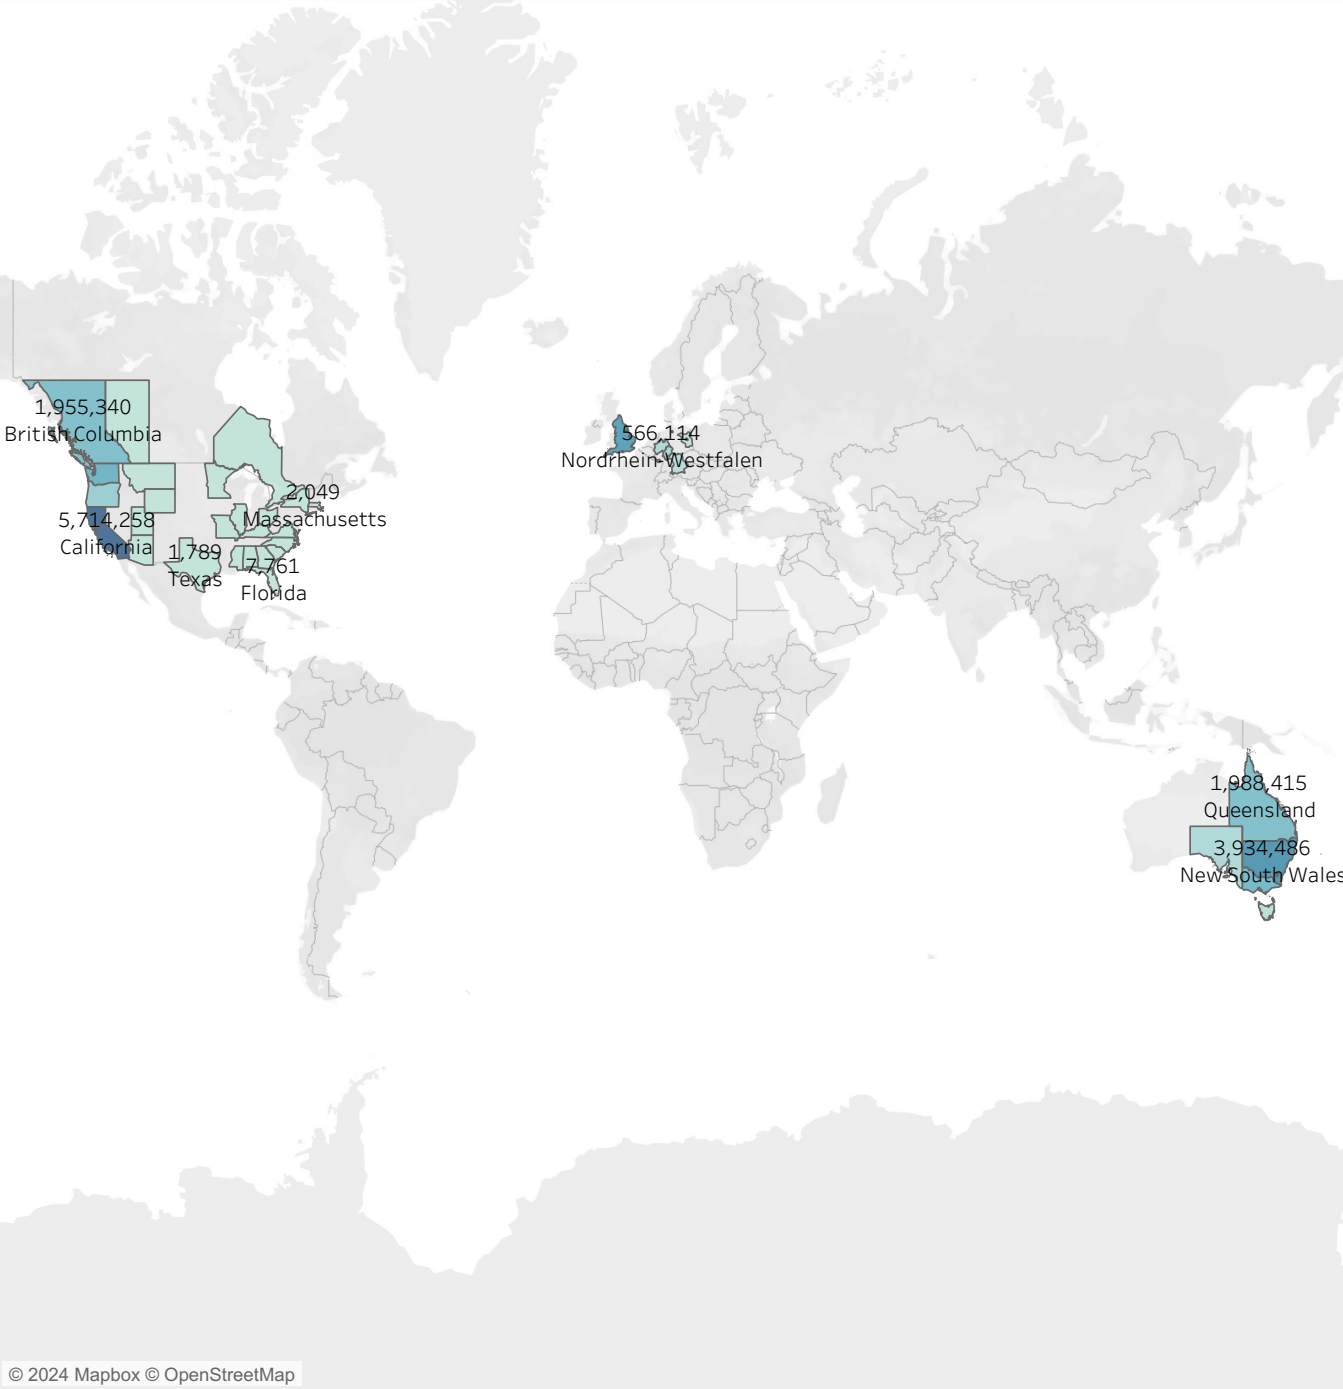 1,955,340
British Columbia
566,114
Nordrhein-Westfalen
2,049
Massachusetts
5,714,258
California
1,789
Texas
7,761
Florida
1,988,415
Queensland
3,934,486
New South Wales
© 2024 Mapbox © OpenStreetMap